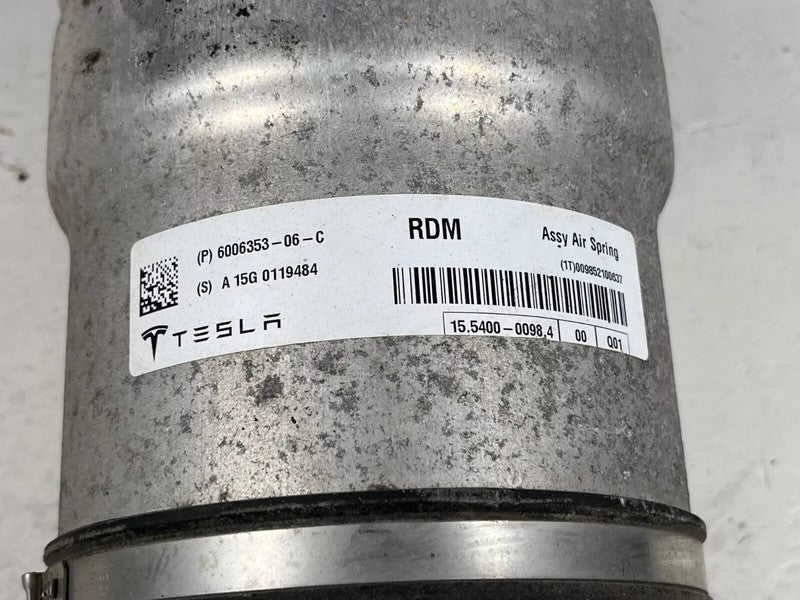 (P) 6006353-06-C
RDM
Assy Air Spring
(S) A 15G 0119484
(1T)009852100637
TESLA
15.5400-0098,4 00 Q01